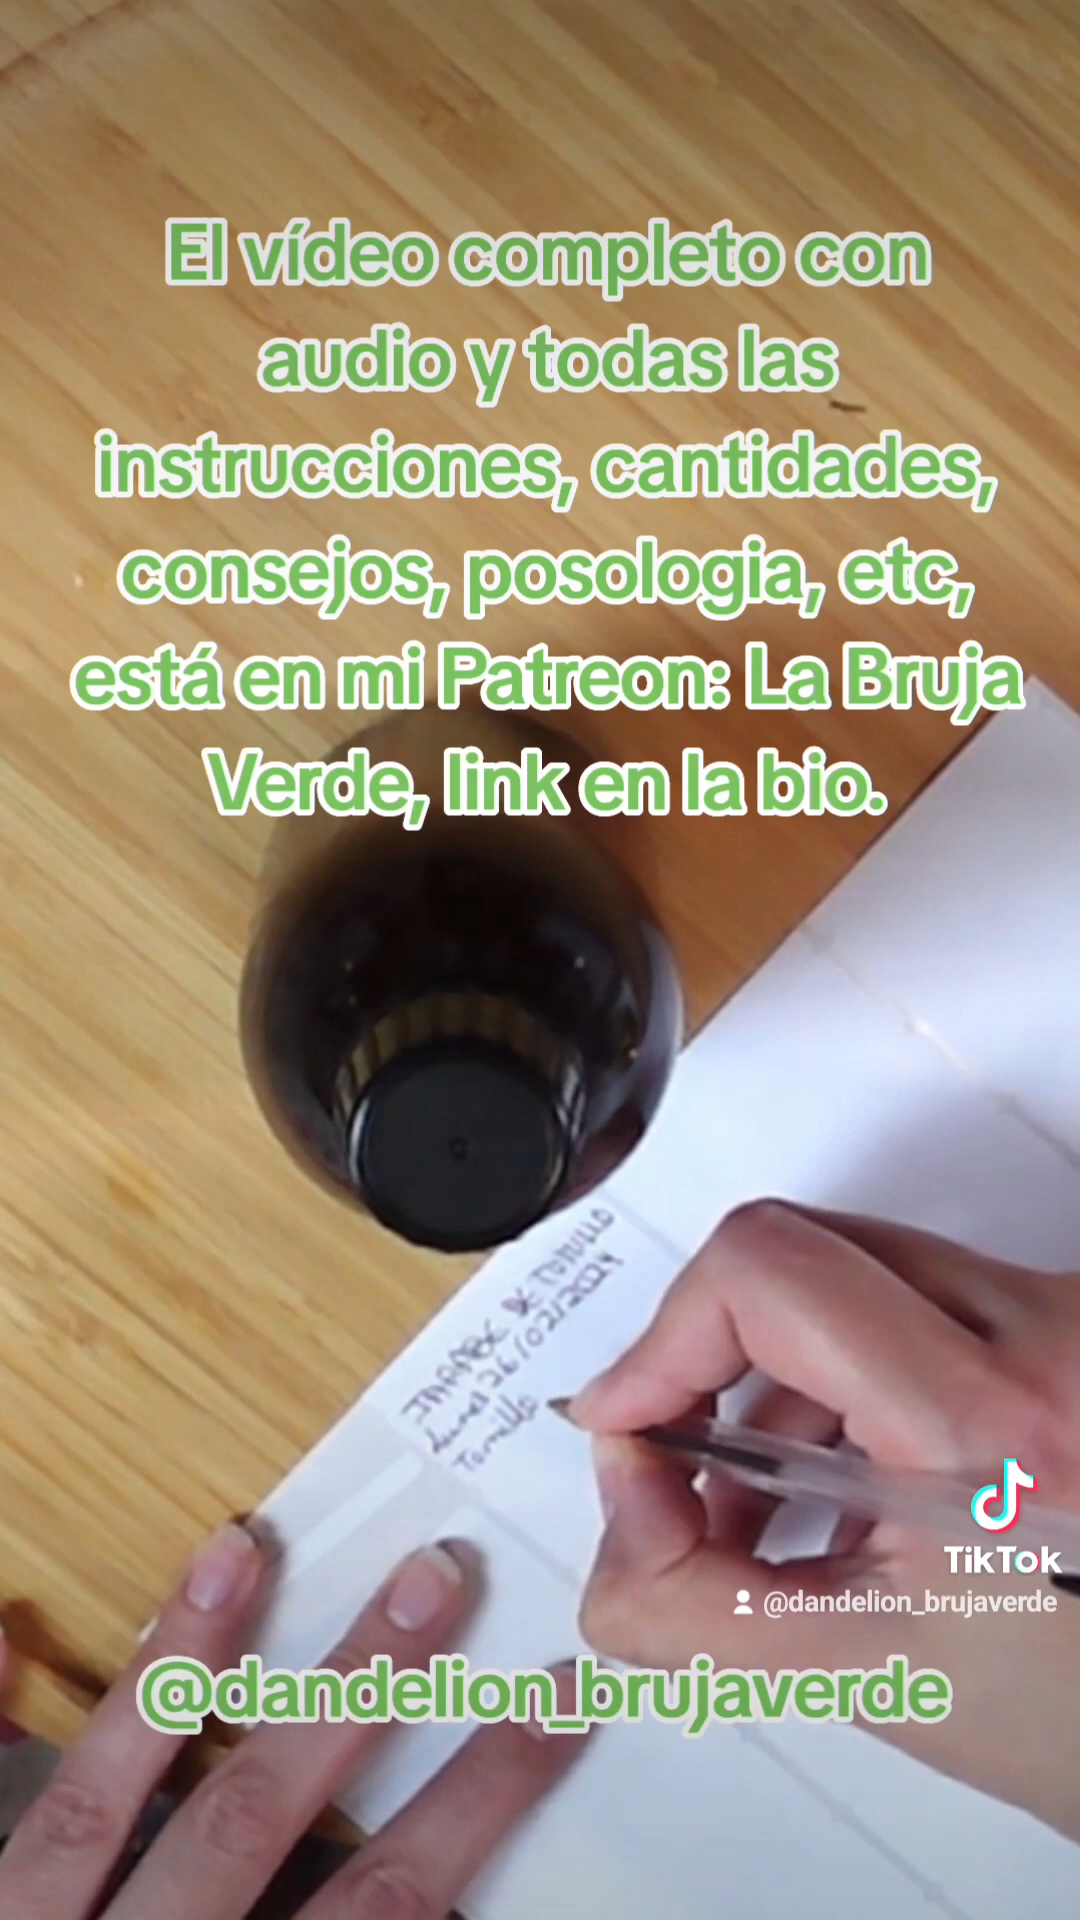 El vídeo completo con
audio y todas las
instrucciones, cantidades,
consejos, posologia, etc,
está en mi Patreon: La Bruja
Verde, link en la bio.
JARABE DE TOMILLO
Lunes 26/02/2024
Tomillo
TikTok
@dandelion_brujaverde
@dandelion_brujaverde